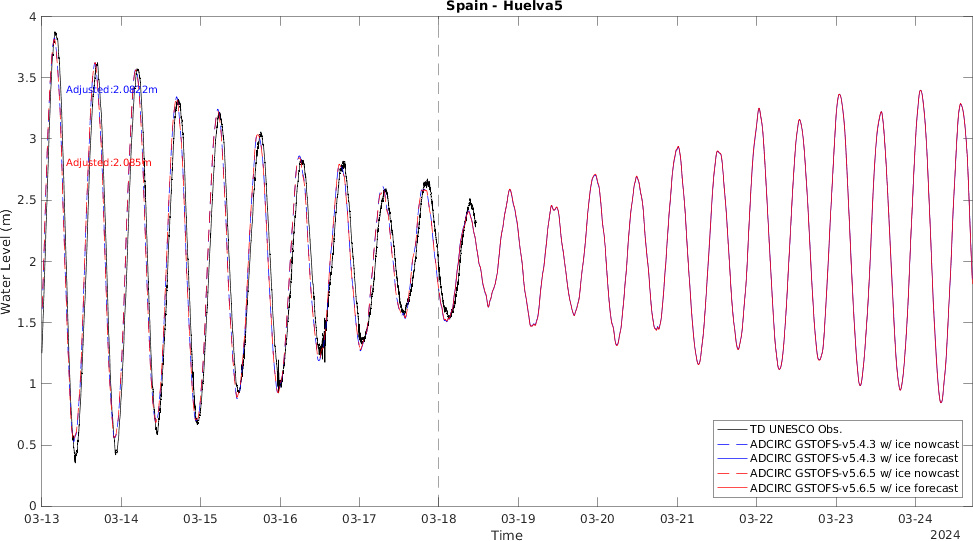 Spain - Huelva5
4
3.5
3
2.5
2
1.5
1
0.5
0
Water Level (m)
Adjusted:2.0822m
Adjusted:2.085m
TD UNESCO Obs.
ADCIRC GSTOFS-v5.4.3 w/ ice nowcast
ADCIRC GSTOFS-v5.4.3 w/ ice forecast
ADCIRC GSTOFS-v5.6.5 w/ ice nowcast
ADCIRC GSTOFS-v5.6.5 w/ ice forecast
03-13 03-14 03-15 03-16 03-17 03-18 03-19 03-20 03-21 03-22 03-23 03-24
Time
2024